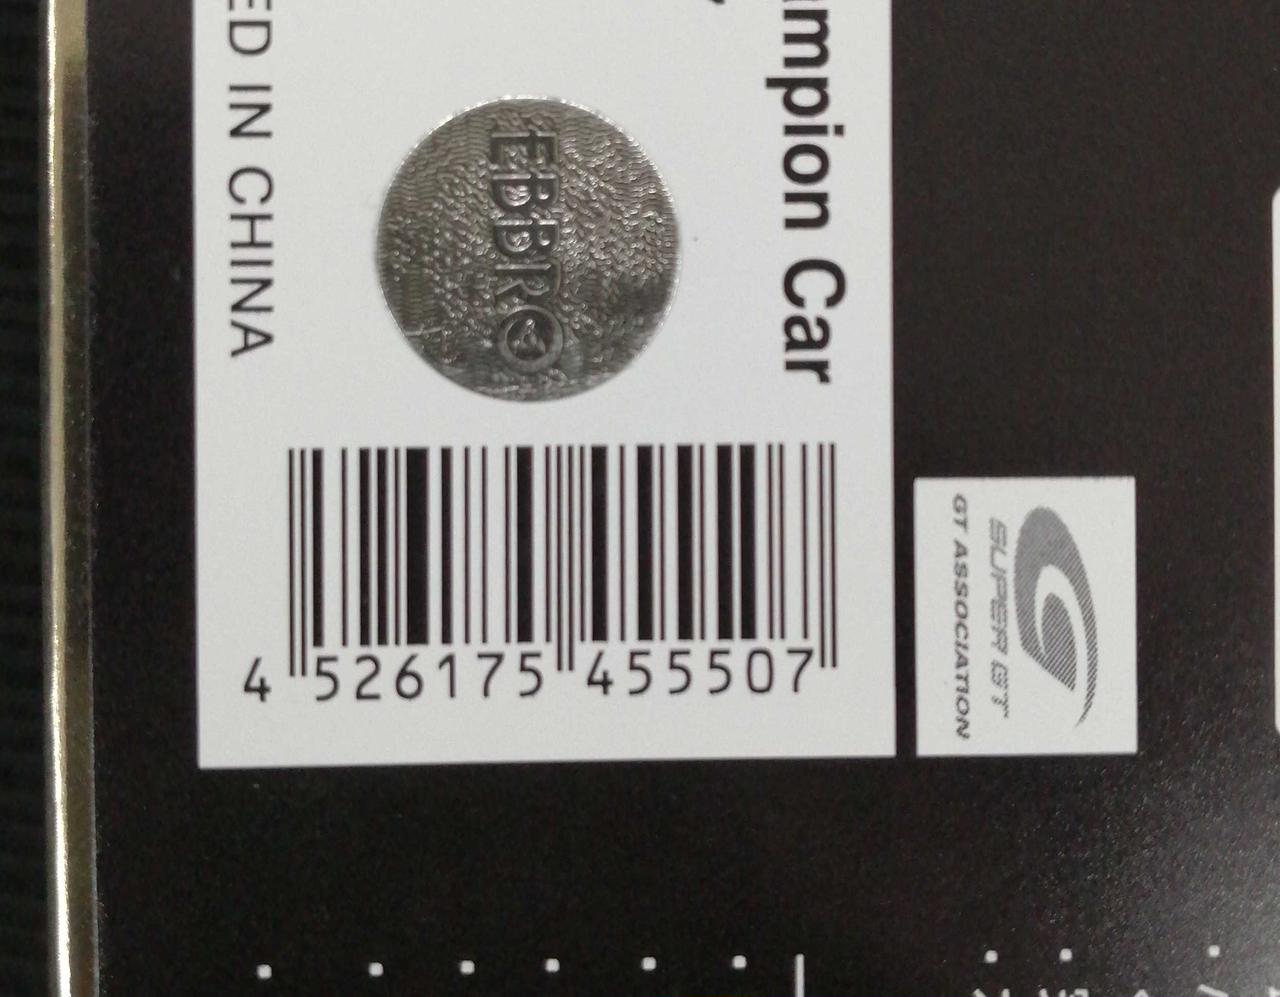 ampion Car
EBBRO
ED IN CHINA
4 526175 455507
SUPER GT
GT ASSOCIATION